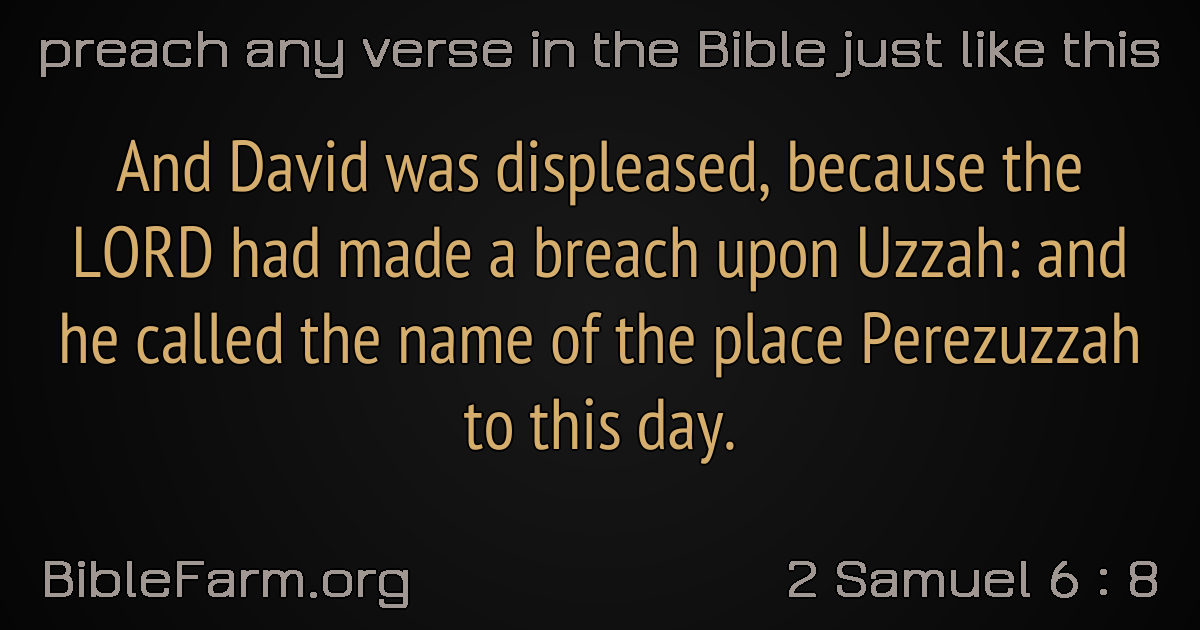 preach any verse in the Bible just like this
And David was displeased, because the
LORD had made a breach upon Uzzah: and
he called the name of the place Perezuzzah
to this day.
BibleFarm.org
2 Samuel 6 : 8